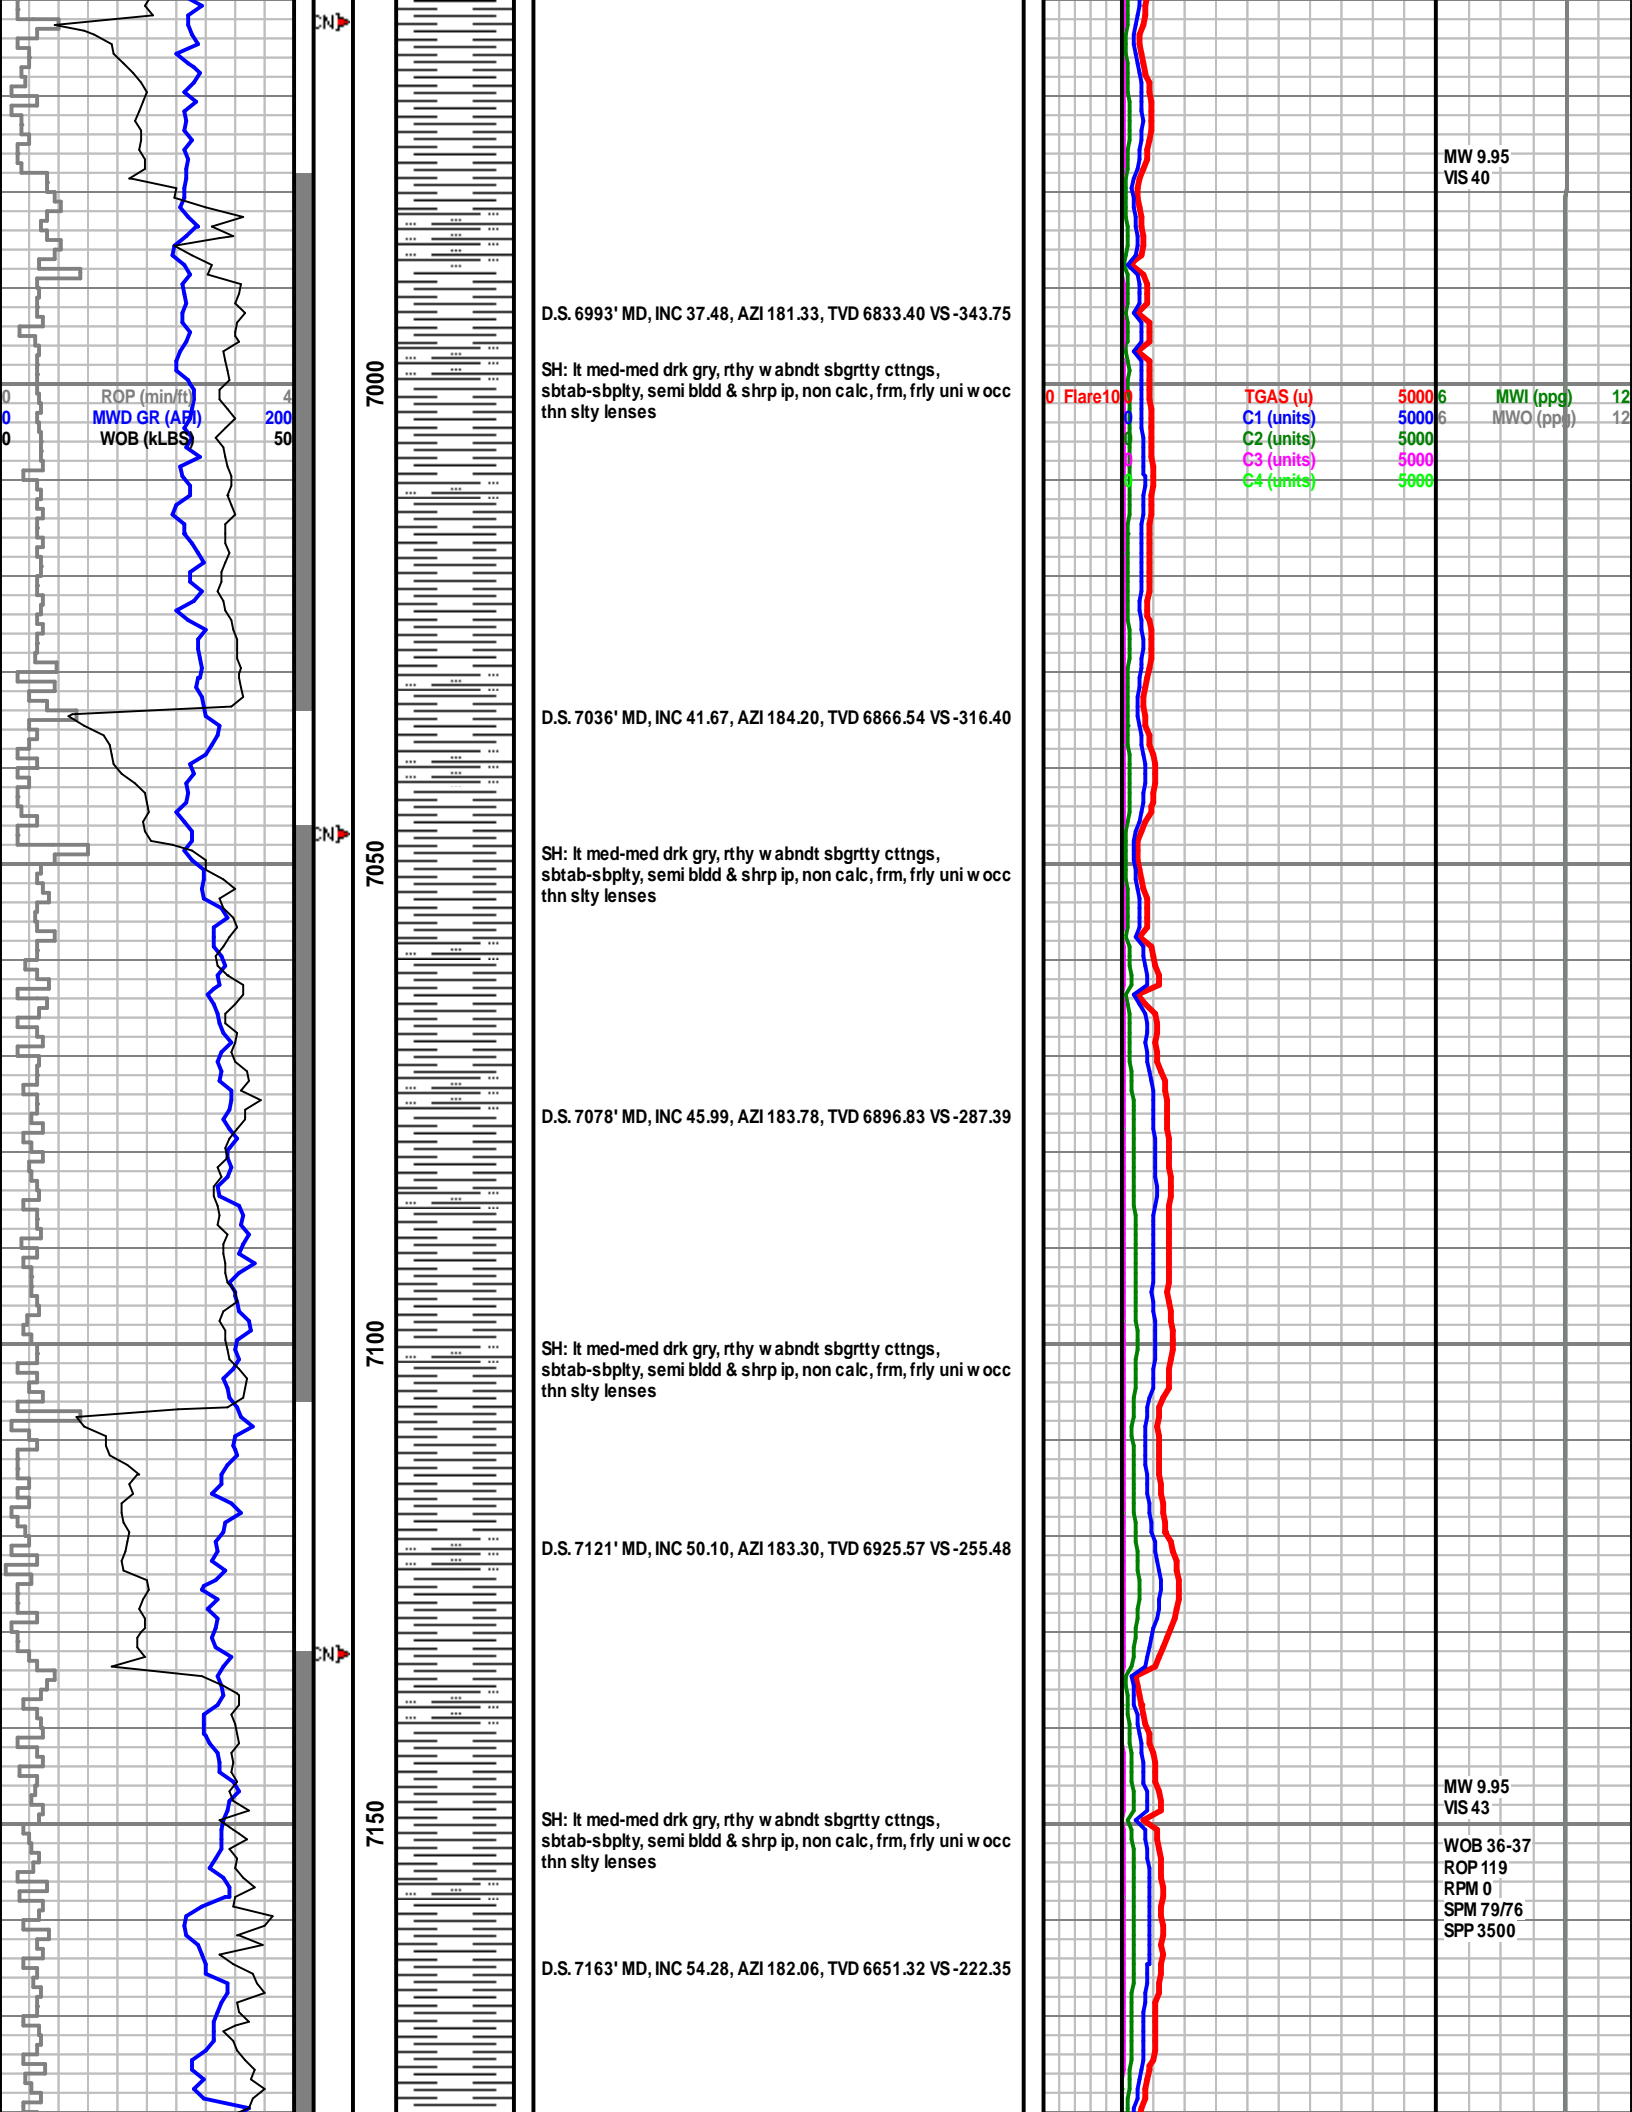 CN]
MW 9.95
VIS 40
D.S. 6993' MD, INC 37.48, AZI 181.33, TVD 6833.40 VS -343.75
7000
SH: lt med-med drk gry, rthy w abndt sbgrtty cttngs,
sbtab-sbplty, semi bldd & shrp ip, non calc, frm, frly uni w occ
thn slty lenses
0 ROP (min/ft) 4
0 MWD GR (API) 200
0 WOB (kLBS) 50
0 Flare 100
0 TGAS (u) 5000
0 C1 (units) 5000
0 C2 (units) 5000
0 C3 (units) 5000
0 C4 (units) 5000
6 MWI (ppg) 12
6 MWO (ppg) 12
D.S. 7036' MD, INC 41.67, AZI 184.20, TVD 6866.54 VS -316.40
CN]
7050
SH: lt med-med drk gry, rthy w abndt sbgrtty cttngs,
sbtab-sbplty, semi bldd & shrp ip, non calc, frm, frly uni w occ
thn slty lenses
D.S. 7078' MD, INC 45.99, AZI 183.78, TVD 6896.83 VS -287.39
7100
SH: lt med-med drk gry, rthy w abndt sbgrtty cttngs,
sbtab-sbplty, semi bldd & shrp ip, non calc, frm, frly uni w occ
thn slty lenses
D.S. 7121' MD, INC 50.10, AZI 183.30, TVD 6925.57 VS -255.48
CN]
MW 9.95
VIS 43
7150
SH: lt med-med drk gry, rthy w abndt sbgrtty cttngs,
sbtab-sbplty, semi bldd & shrp ip, non calc, frm, frly uni w occ
thn slty lenses
WOB 36-37
ROP 119
RPM 0
SPM 79/76
SPP 3500
D.S. 7163' MD, INC 54.28, AZI 182.06, TVD 6651.32 VS -222.35